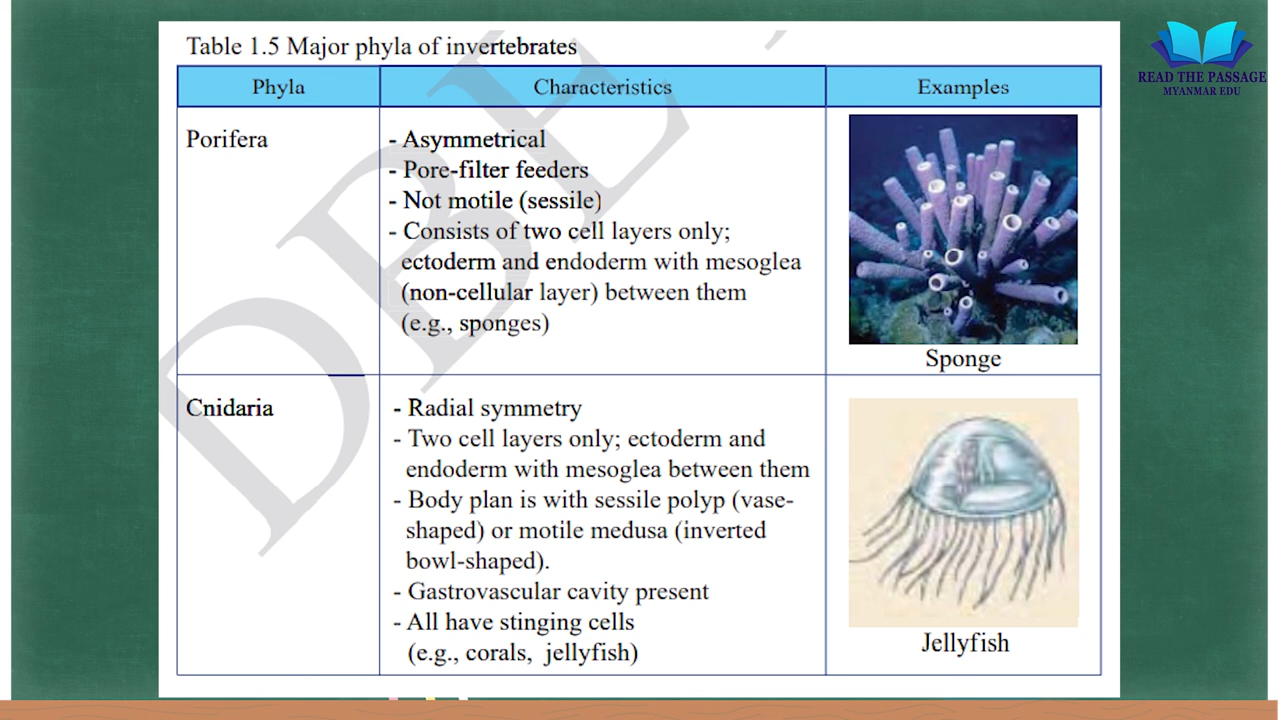 Table 1.5 Major phyla of invertebrates
Phyla
Characteristics
Examples
Porifera
- Asymmetrical
- Pore-filter feeders
- Not motile (sessile)
- Consists of two cell layers only;
ectoderm and endoderm with mesoglea
(non-cellular layer) between them
(e.g., sponges)
Sponge
Cnidaria
- Radial symmetry
- Two cell layers only; ectoderm and
endoderm with mesoglea between them
- Body plan is with sessile polyp (vase-
shaped) or motile medusa (inverted
bowl-shaped).
- Gastrovascular cavity present
- All have stinging cells
(e.g., corals, jellyfish)
Jellyfish
READ THE PASSAGE
MYANMAR EDU
DBE